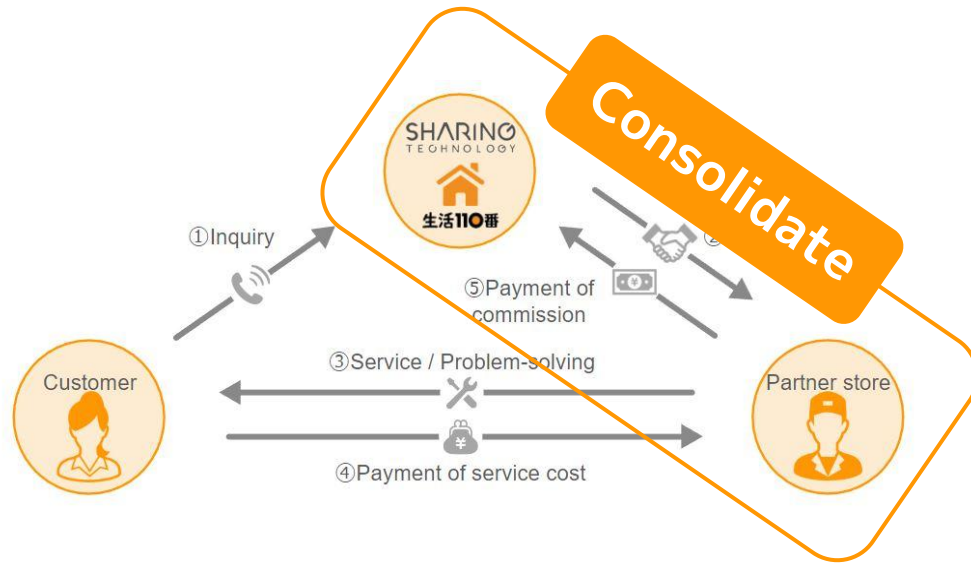 Consolidate
SHARING
TECHNOLOGY
生活110番
①Inquiry
②
⑤Payment of
commission
③Service / Problem-solving
Customer
Partner store
¥
¥
④Payment of service cost